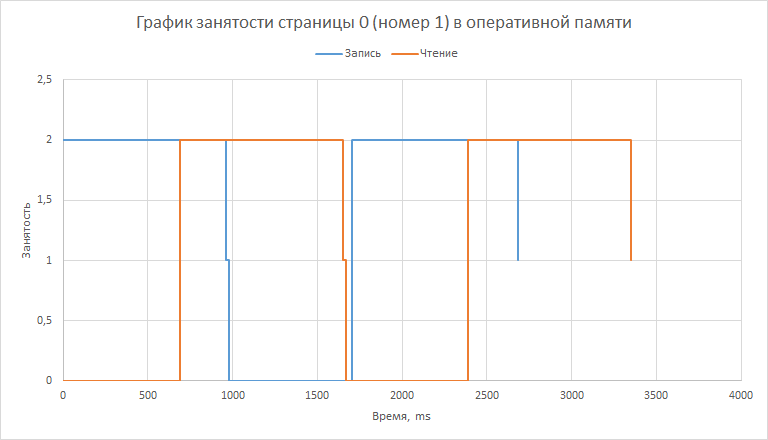 График занятости страницы 0 (номер 1) в оперативной памяти
Запись Чтение
2,5
2
1,5
1
0,5
0
Занятость
0 500 1000 1500 2000 2500 3000 3500 4000
Время, ms